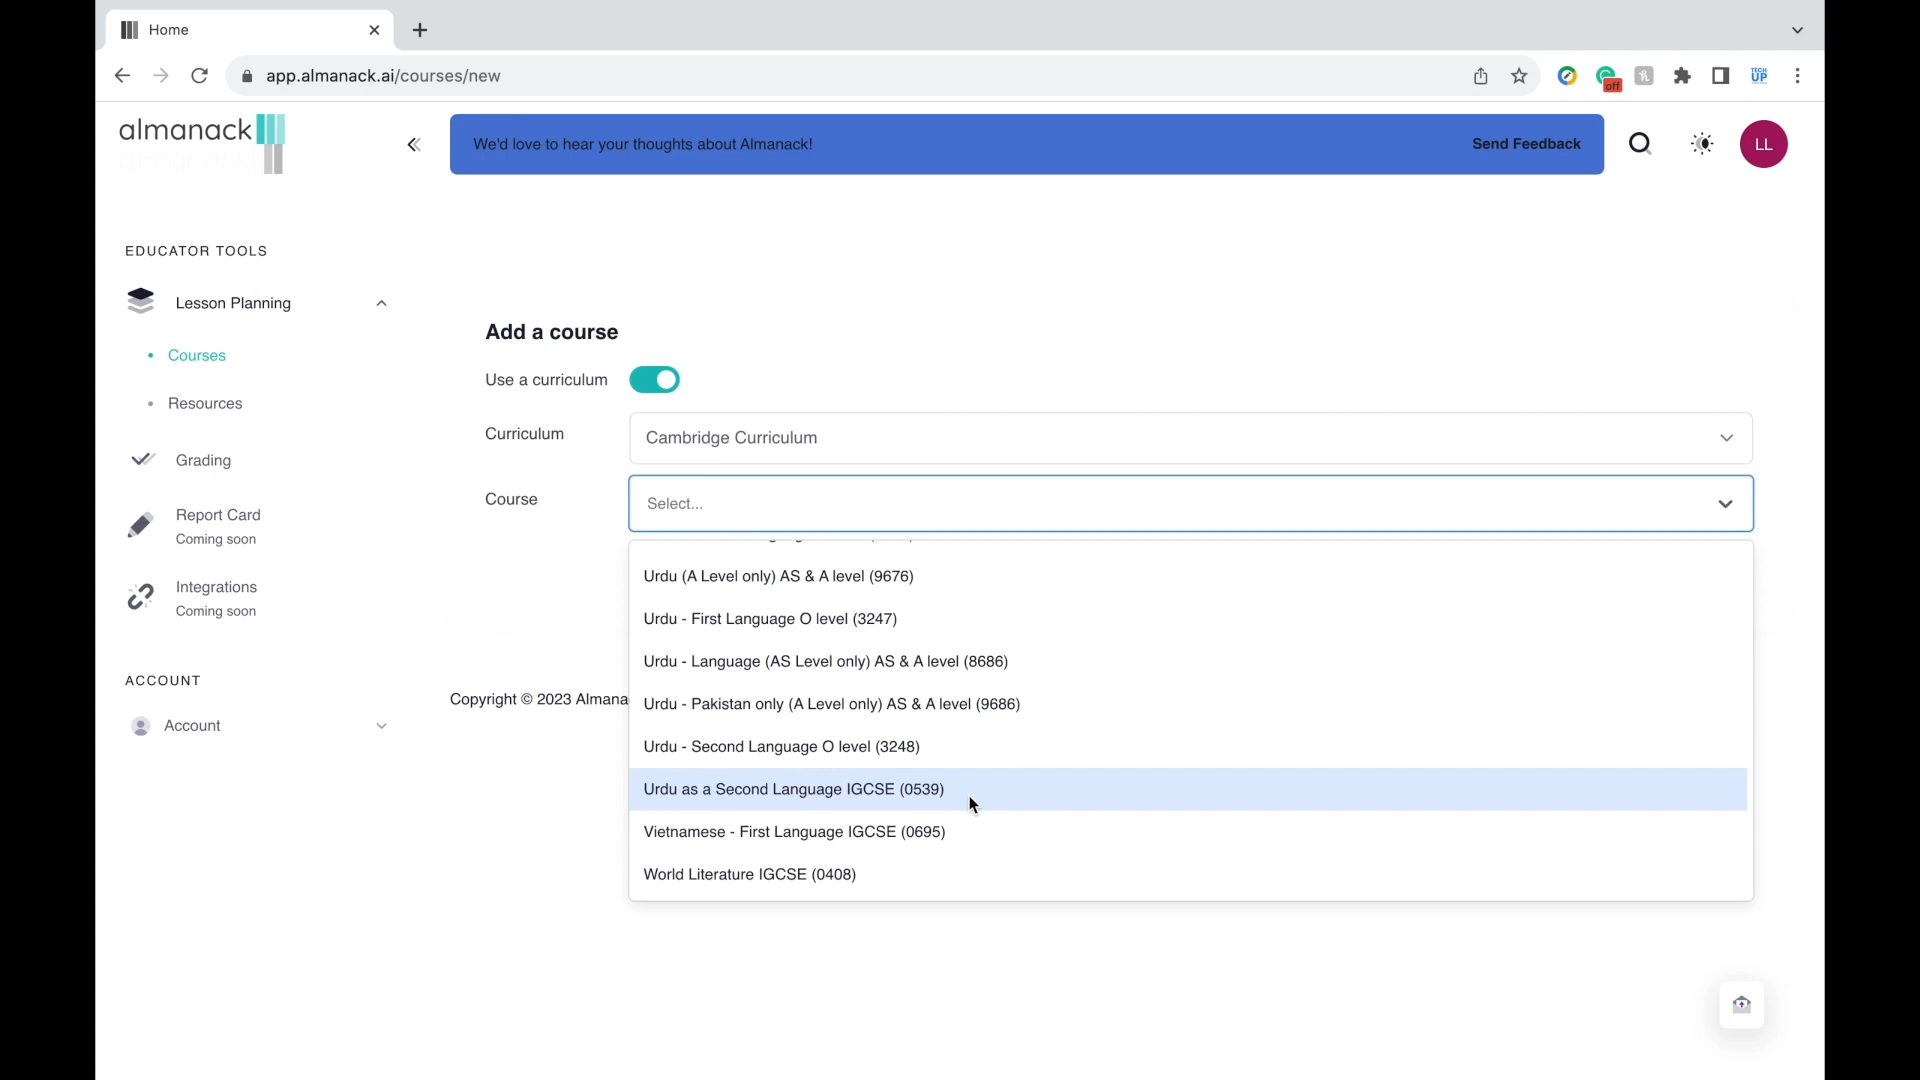 Home
app.almanack.ai/courses/new
off
TECH
UP
almanack
We'd love to hear your thoughts about Almanack!
Send Feedback
LL
EDUCATOR TOOLS
Lesson Planning
Courses
Resources
Grading
Report Card
Coming soon
Integrations
Coming soon
ACCOUNT
Account
Add a course
Use a curriculum
Curriculum
Cambridge Curriculum
Course
Select...
Urdu (A Level only) AS & A level (9676)
Urdu - First Language O level (3247)
Urdu - Language (AS Level only) AS & A level (8686)
Urdu - Pakistan only (A Level only) AS & A level (9686)
Urdu - Second Language O level (3248)
Urdu as a Second Language IGCSE (0539)
Vietnamese - First Language IGCSE (0695)
World Literature IGCSE (0408)
Copyright © 2023 Almana